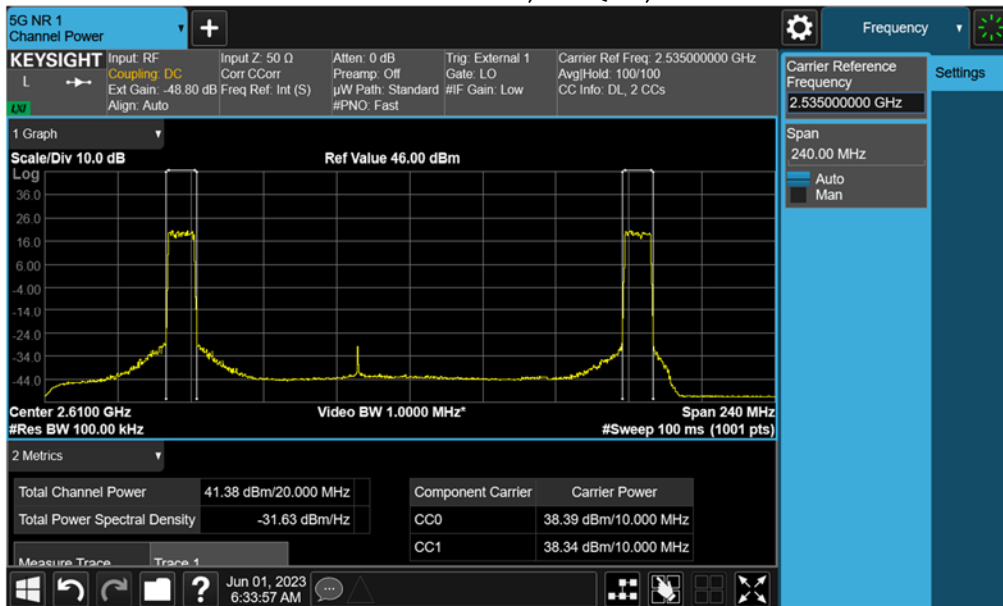 5G NR 1
Channel Power
Frequency
KEYSIGHT
L
LXI
Input: RF
Coupling: DC
Ext Gain: -48.80 dB
Align: Auto
Input Z: 50 Ω
Corr CCorr
Freq Ref: Int (S)
Atten: 0 dB
Preamp: Off
µW Path: Standard
#PNO: Fast
Trig: External 1
Gate: LO
#IF Gain: Low
Carrier Ref Freq: 2.535000000 GHz
Avg|Hold: 100/100
CC Info: DL, 2 CCs
Carrier Reference
Frequency
2.535000000 GHz
Settings
Span
240.00 MHz
Auto
Man
1 Graph
Scale/Div 10.0 dB
Ref Value 46.00 dBm
Log
36.0
26.0
16.0
6.00
-4.00
-14.0
-24.0
-34.0
-44.0
Center 2.6100 GHz
Video BW 1.0000 MHz*
Span 240 MHz
#Res BW 100.00 kHz
#Sweep 100 ms (1001 pts)
2 Metrics
Total Channel Power 41.38 dBm/20.000 MHz
Total Power Spectral Density -31.63 dBm/Hz
Component Carrier Carrier Power
CC0 38.39 dBm/10.000 MHz
CC1 38.34 dBm/10.000 MHz
Measure Trace Trace 1
?
Jun 01, 2023
6:33:57 AM